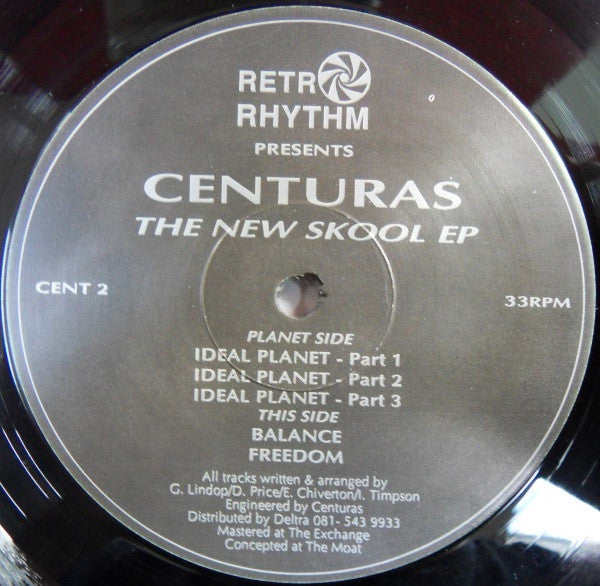 RETRO
RHYTHM
PRESENTS
CENTURAS
THE NEW SKOOL EP
CENT 2
33RPM
PLANET SIDE
IDEAL PLANET - Part 1
IDEAL PLANET - Part 2
IDEAL PLANET - Part 3
THIS SIDE
BALANCE
FREEDOM
All tracks written & arranged by
G. Lindop/D. Price/E. Chiverton/I. Timpson
Engineered by Centuras
Distributed by Deltra 081- 543 9933
Mastered at The Exchange
Concepted at The Moat